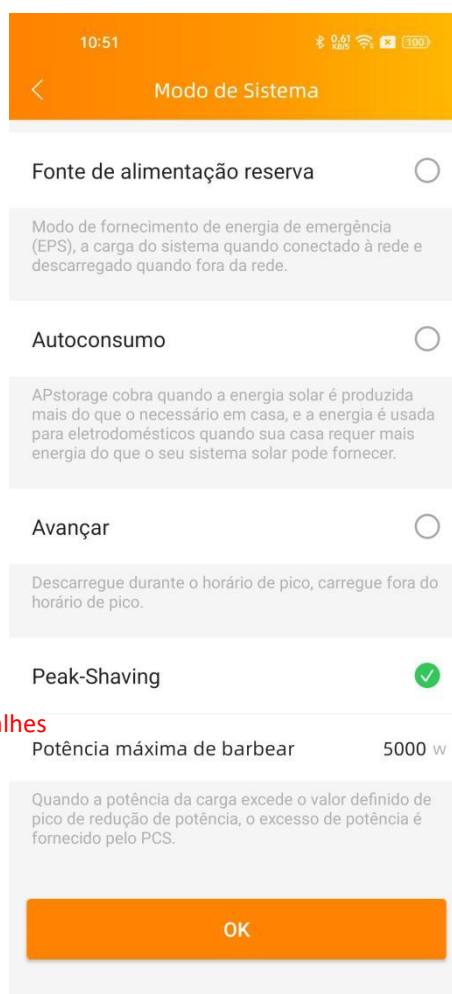 10:51
0.61
KB/S
100
Modo de Sistema
Fonte de alimentação reserva
Modo de fornecimento de energia de emergência
(EPS), a carga do sistema quando conectado à rede e
descarregado quando fora da rede.
Autoconsumo
APstorage cobra quando a energia solar é produzida
mais do que o necessário em casa, e a energia é usada
para eletrodomésticos quando sua casa requer mais
energia do que o seu sistema solar pode fornecer.
Avançar
Descarregue durante o horário de pico, carregue fora do
horário de pico.
Peak-Shaving
alhes
Potência máxima de barbear 5000 w
Quando a potência da carga excede o valor definido de
pico de redução de potência, o excesso de potência é
fornecido pelo PCS.
OK